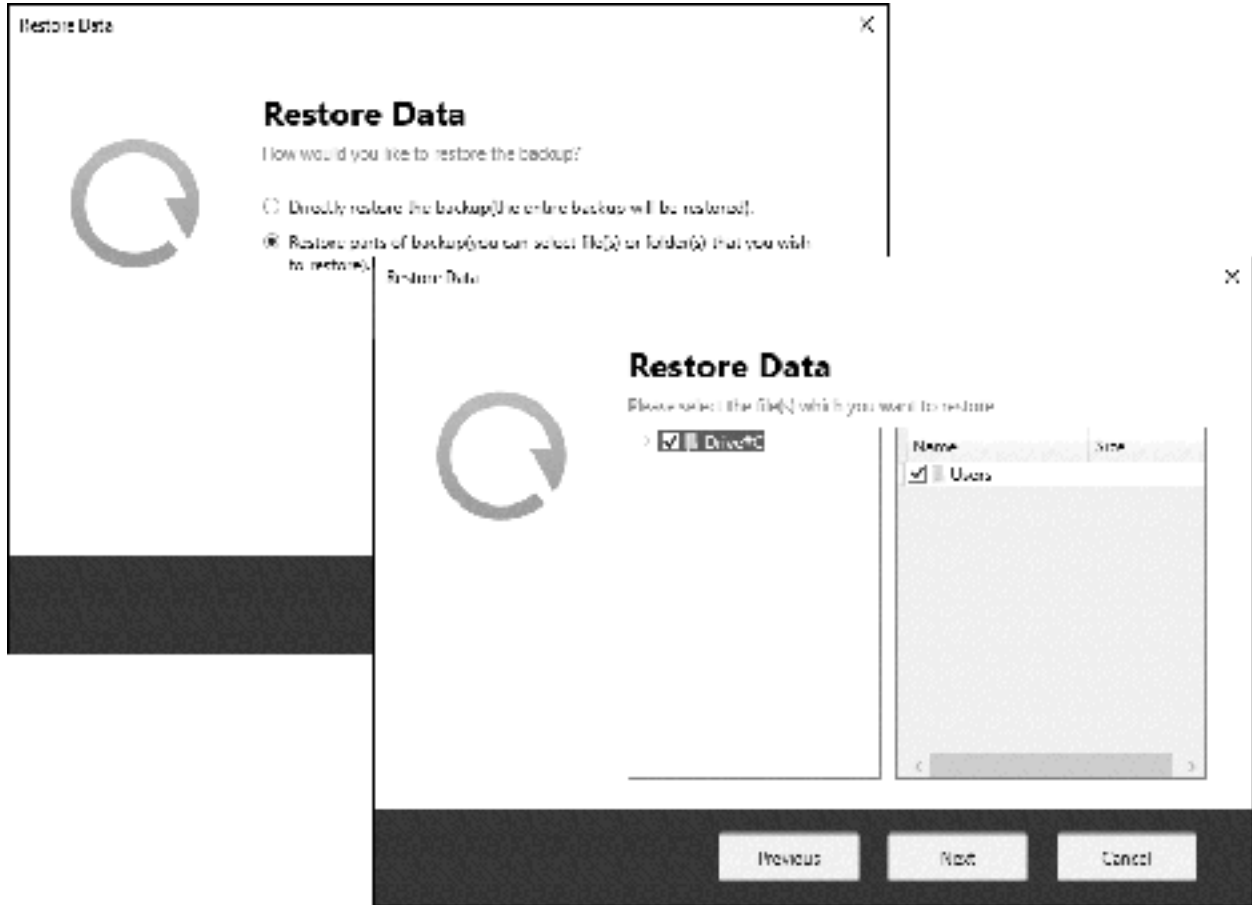 Restore Data
Restore Data
How would you like to restore the backup?
Directly restore the backup(the entire backup will be restored).
Restore parts of backup(you can select file(s) or folder(s) that you wish
to restore).
Restore Data
Restore Data
Please select the file(s) which you want to restore
Drive#C
Name Size
Users
Previous Next Cancel